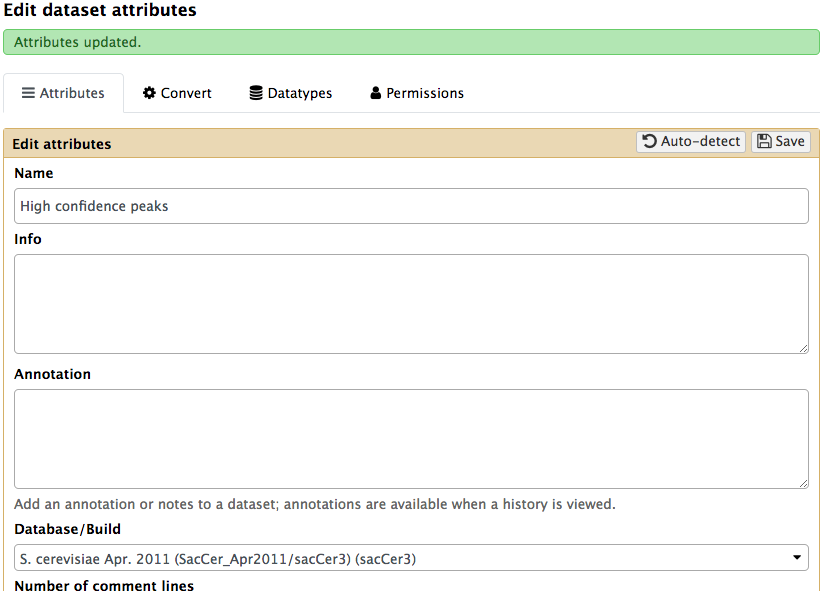 Edit dataset attributes
Attributes updated.
Attributes Convert Datatypes Permissions
Edit attributes Auto-detect Save
Name
High confidence peaks
Info
Annotation
Add an annotation or notes to a dataset; annotations are available when a history is viewed.
Database/Build
S. cerevisiae Apr. 2011 (SacCer_Apr2011/sacCer3) (sacCer3)
Number of comment lines